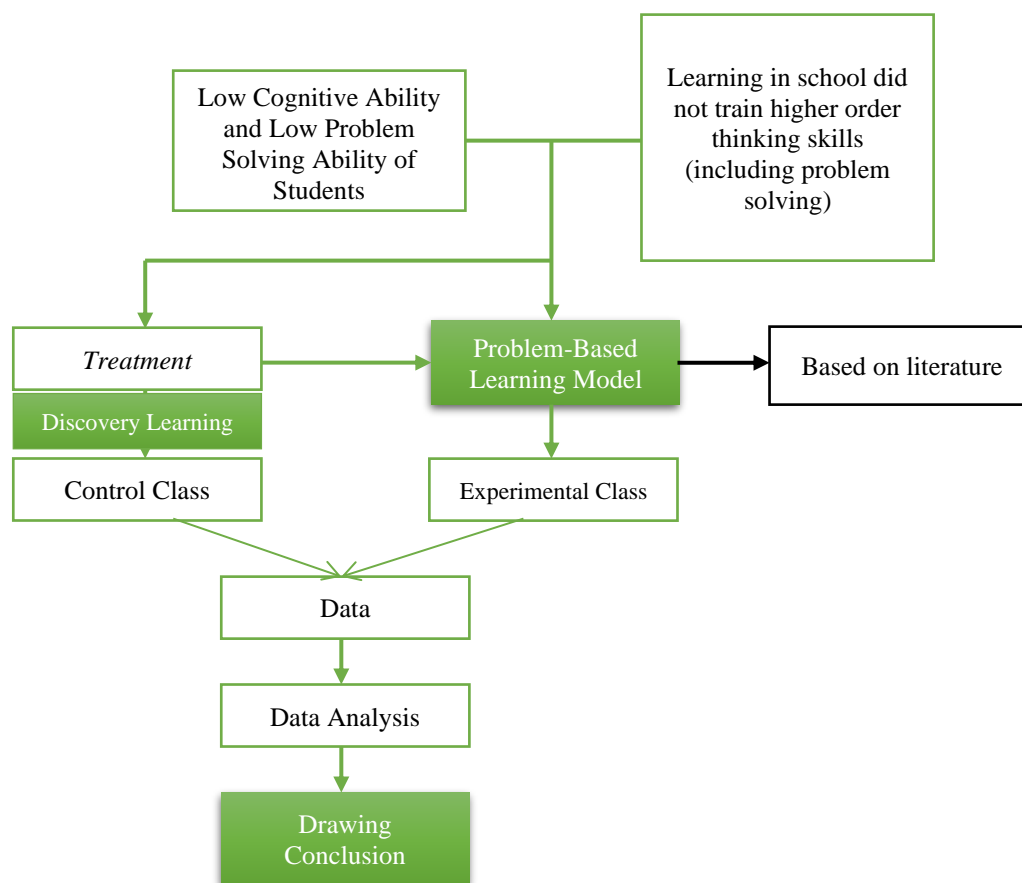 Low Cognitive Ability
and Low Problem
Solving Ability of
Students
Learning in school did
not train higher order
thinking skills
(including problem
solving)
Treatment
Problem-Based
Learning Model
Based on literature
Discovery Learning
Control Class
Experimental Class
Data
Data Analysis
Drawing
Conclusion